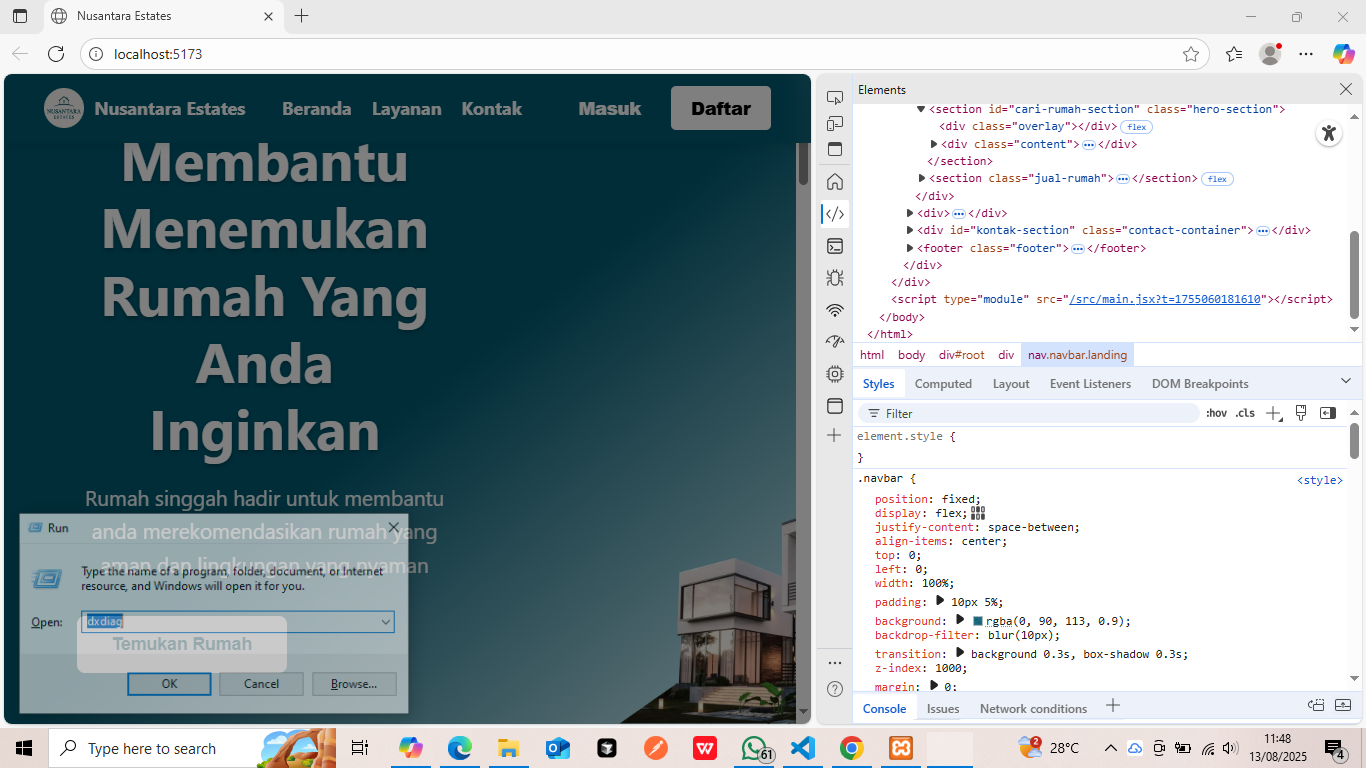 Nusantara Estates
localhost:5173
NUSANTARA
ESTATES
Nusantara Estates
Beranda
Layanan
Kontak
Masuk
Daftar
Membantu
Menemukan
Rumah Yang
Anda
Inginkan
Rumah singgah hadir untuk membantu
anda merekomendasikan rumah yang
aman dan lingkungan yang nyaman
Temukan Rumah
Run
Type the name of a program, folder, document, or Internet
resource, and Windows will open it for you.
Open:
dxdiag
OK
Cancel
Browse...
Elements
<section id="cari-rumah-section" class="hero-section">
<div class="overlay"></div> flex
<div class="content"> ••• </div>
</section>
<section class="jual-rumah"> ••• </section> flex
</div>
<div> ••• </div>
<div id="kontak-section" class="contact-container"> ••• </div>
<footer class="footer"> ••• </footer>
</div>
</div>
<script type="module" src="/src/main.jsx?t=1755060181610"></script>
</body>
</html>
html body div#root div nav.navbar.landing
Styles Computed Layout Event Listeners DOM Breakpoints
Filter
:hov .cls
element.style {
}
.navbar {
<style>
position: fixed;
display: flex;
justify-content: space-between;
align-items: center;
top: 0;
left: 0;
width: 100%;
padding: 10px 5%;
background: rgba(0, 90, 113, 0.9);
backdrop-filter: blur(10px);
transition: background 0.3s, box-shadow 0.3s;
z-index: 1000;
margin: 0;
Console Issues Network conditions
Type here to search
61
2
28°C
11:48
13/08/2025
4